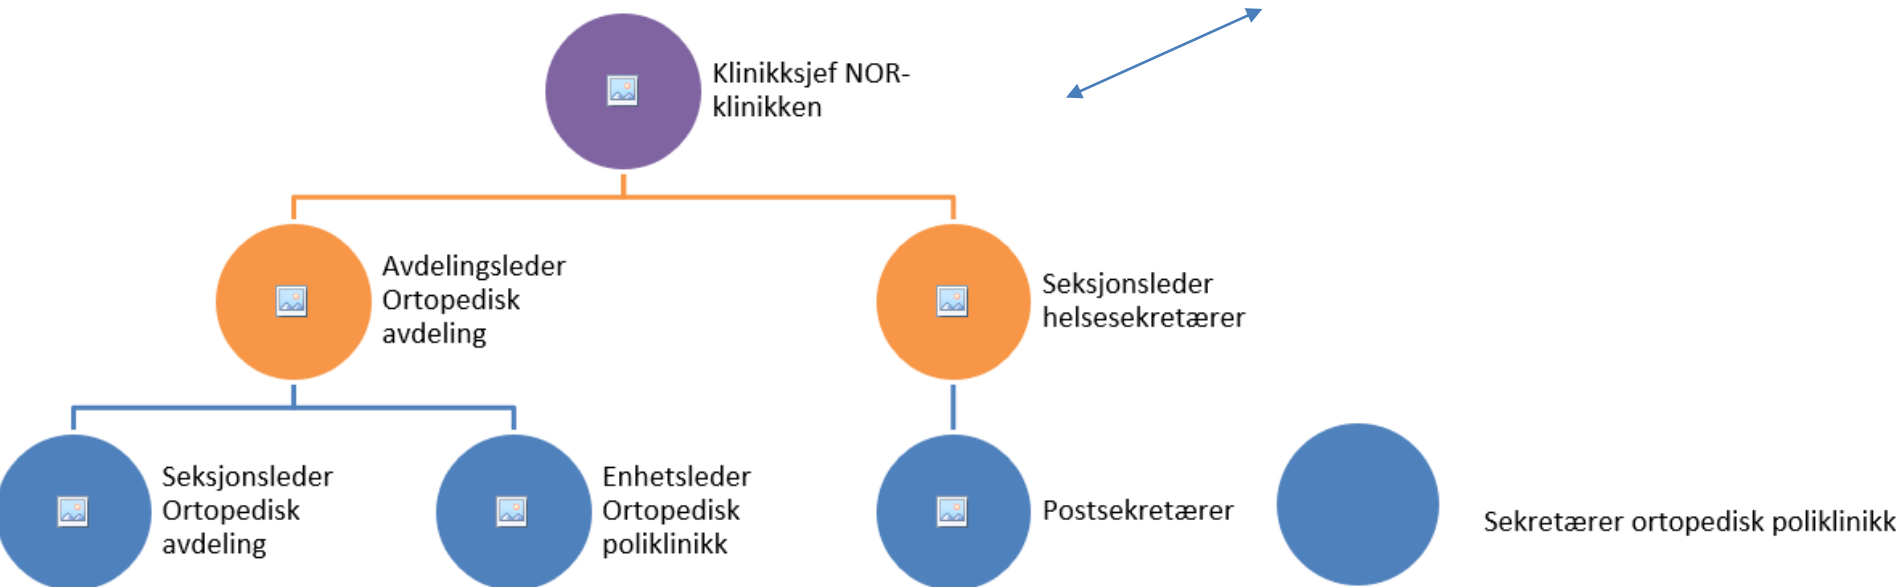 Klinikksjef NOR-
klinikken
Avdelingsleder
Ortopedisk
avdeling
Seksjonsleder
helsesekretærer
Seksjonsleder
Ortopedisk
avdeling
Enhetsleder
Ortopedisk
poliklinikk
Postsekretærer
Sekretærer ortopedisk poliklinikk